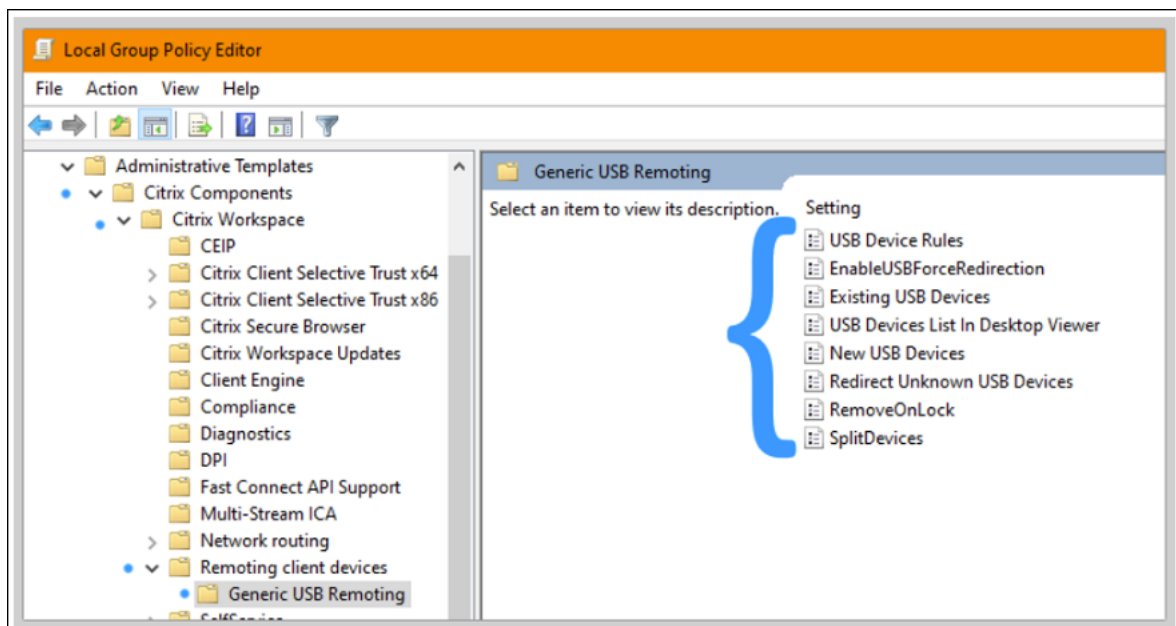 Local Group Policy Editor
File Action View Help
Administrative Templates
Citrix Components
Citrix Workspace
CEIP
Citrix Client Selective Trust x64
Citrix Client Selective Trust x86
Citrix Secure Browser
Citrix Workspace Updates
Client Engine
Compliance
Diagnostics
DPI
Fast Connect API Support
Multi-Stream ICA
Network routing
Remoting client devices
Generic USB Remoting
SelfService
Generic USB Remoting
Select an item to view its description.
Setting
USB Device Rules
EnableUSBForceRedirection
Existing USB Devices
USB Devices List In Desktop Viewer
New USB Devices
Redirect Unknown USB Devices
RemoveOnLock
SplitDevices